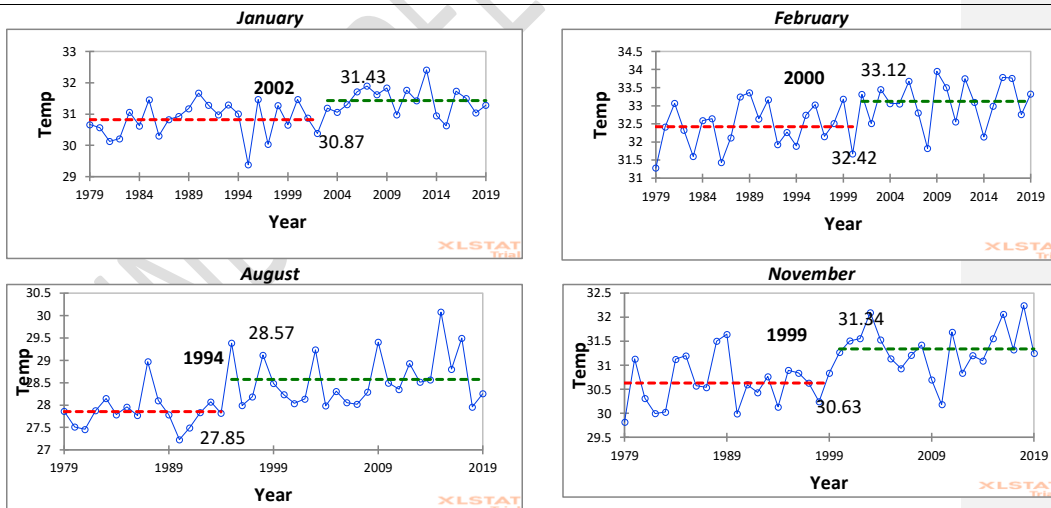 January
33
32
31
30
29
Temp
2002
31.43
30.87
1979 1984 1989 1994 1999 2004 2009 2014 2019
Year
XLSTAT
Trial
February
34.5
34
33.5
33
32.5
32
31.5
31
Temp
2000
33.12
32.42
1979 1984 1989 1994 1999 2004 2009 2014 2019
Year
XLSTAT
Trial
August
30.5
30
29.5
29
28.5
28
27.5
27
Temp
1994
28.57
27.85
1979 1989 1999 2009 2019
Year
XLSTAT
Trial
November
32.5
32
31.5
31
30.5
30
29.5
Temp
1999
31.34
30.63
1979 1989 1999 2009 2019
Year
XLSTAT
Trial